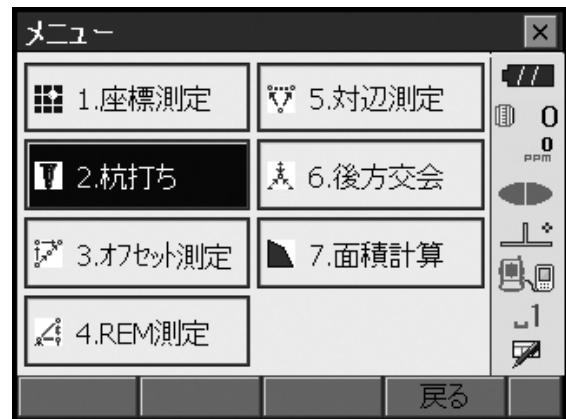 メニュー
1.座標測定
2.杭打ち
3.オフセット測定
4.REM測定
5.対辺測定
6.後方交会
7.面積計算
0
0
PPM
1
戻る